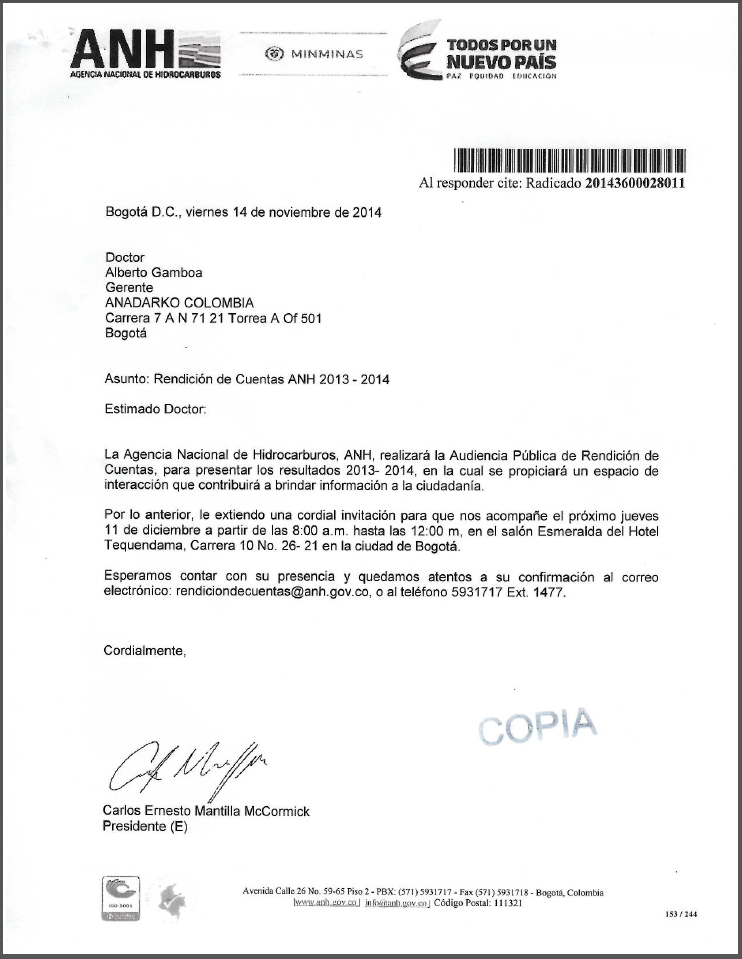 ANH
AGENCIA NACIONAL DE HIDROCARBUROS
MINMINAS
TODOS POR UN
NUEVO PAÍS
PAZ EQUIDAD EDUCACIÓN
Al responder cite: Radicado 20143600028011
Bogotá D.C., viernes 14 de noviembre de 2014
Doctor
Alberto Gamboa
Gerente
ANADARKO COLOMBIA
Carrera 7 A N 71 21 Torrea A Of 501
Bogotá
Asunto: Rendición de Cuentas ANH 2013 - 2014
Estimado Doctor:
La Agencia Nacional de Hidrocarburos, ANH, realizará la Audiencia Pública de Rendición de
Cuentas, para presentar los resultados 2013- 2014, en la cual se propiciará un espacio de
interacción que contribuirá a brindar información a la ciudadanía.
Por lo anterior, le extiendo una cordial invitación para que nos acompañe el próximo jueves
11 de diciembre a partir de las 8:00 a.m. hasta las 12:00 m, en el salón Esmeralda del Hotel
Tequendama, Carrera 10 No. 26- 21 en la ciudad de Bogotá.
Esperamos contar con su presencia y quedamos atentos a su confirmación al correo
electrónico: rendiciondecuentas@anh.gov.co, o al teléfono 5931717 Ext. 1477.
Cordialmente,
COPIA
Carlos Ernesto Mantilla McCormick
Presidente (E)
ISO 9001
Avenida Calle 26 No. 59-65 Piso 2 - PBX: (571) 5931717 - Fax (571) 5931718 - Bogotá, Colombia
|www.anh.gov.co| info@anh.gov.co| Código Postal: 111321
153 / 244